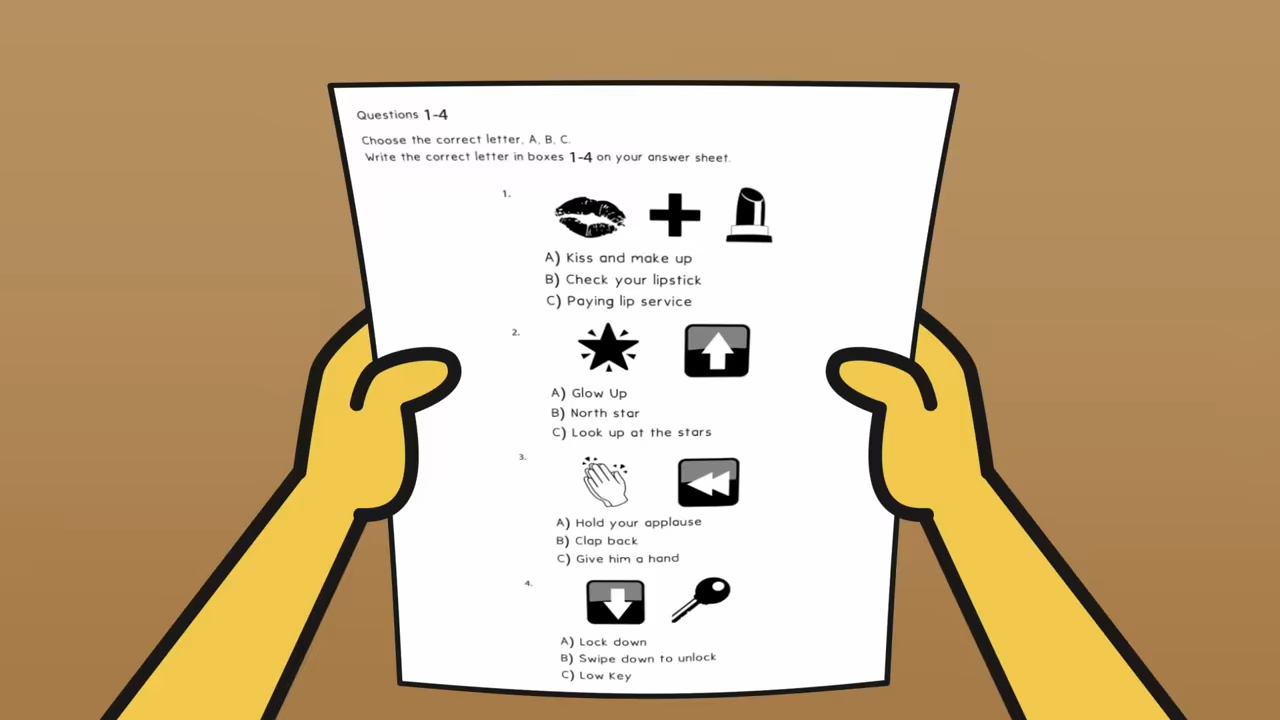 Questions 1-4
Choose the correct letter, A, B, C.
Write the correct letter in boxes 1-4 on your answer sheet.
1.
A) Kiss and make up
B) Check your lipstick
C) Paying lip service
2.
A) Glow Up
B) North star
C) Look up at the stars
3.
A) Hold your applause
B) Clap back
C) Give him a hand
4.
A) Lock down
B) Swipe down to unlock
C) Low Key